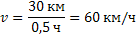 v = 30 км / 0,5 ч = 60 км/ч